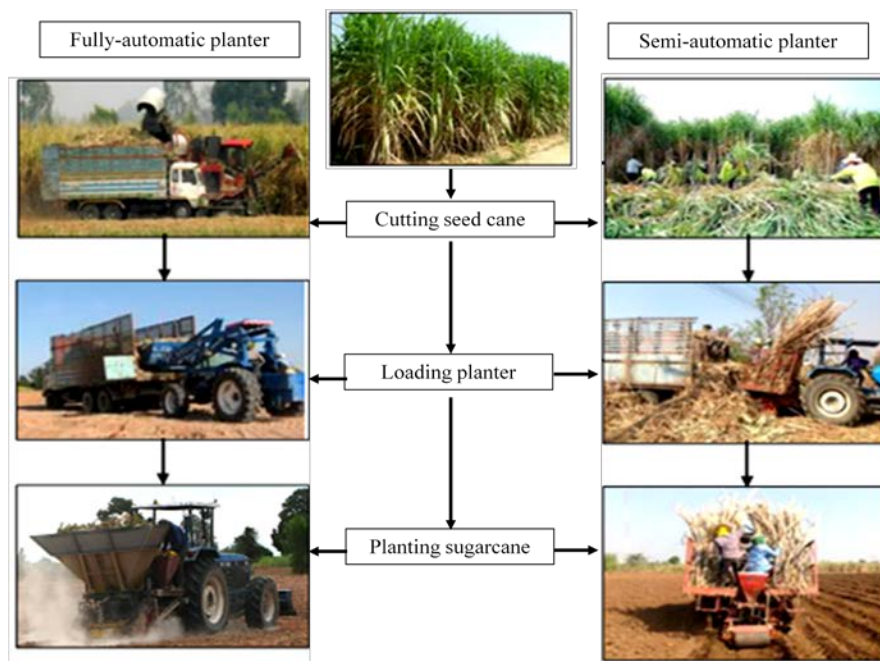 Fully-automatic planter
Semi-automatic planter
Cutting seed cane
Loading planter
Planting sugarcane